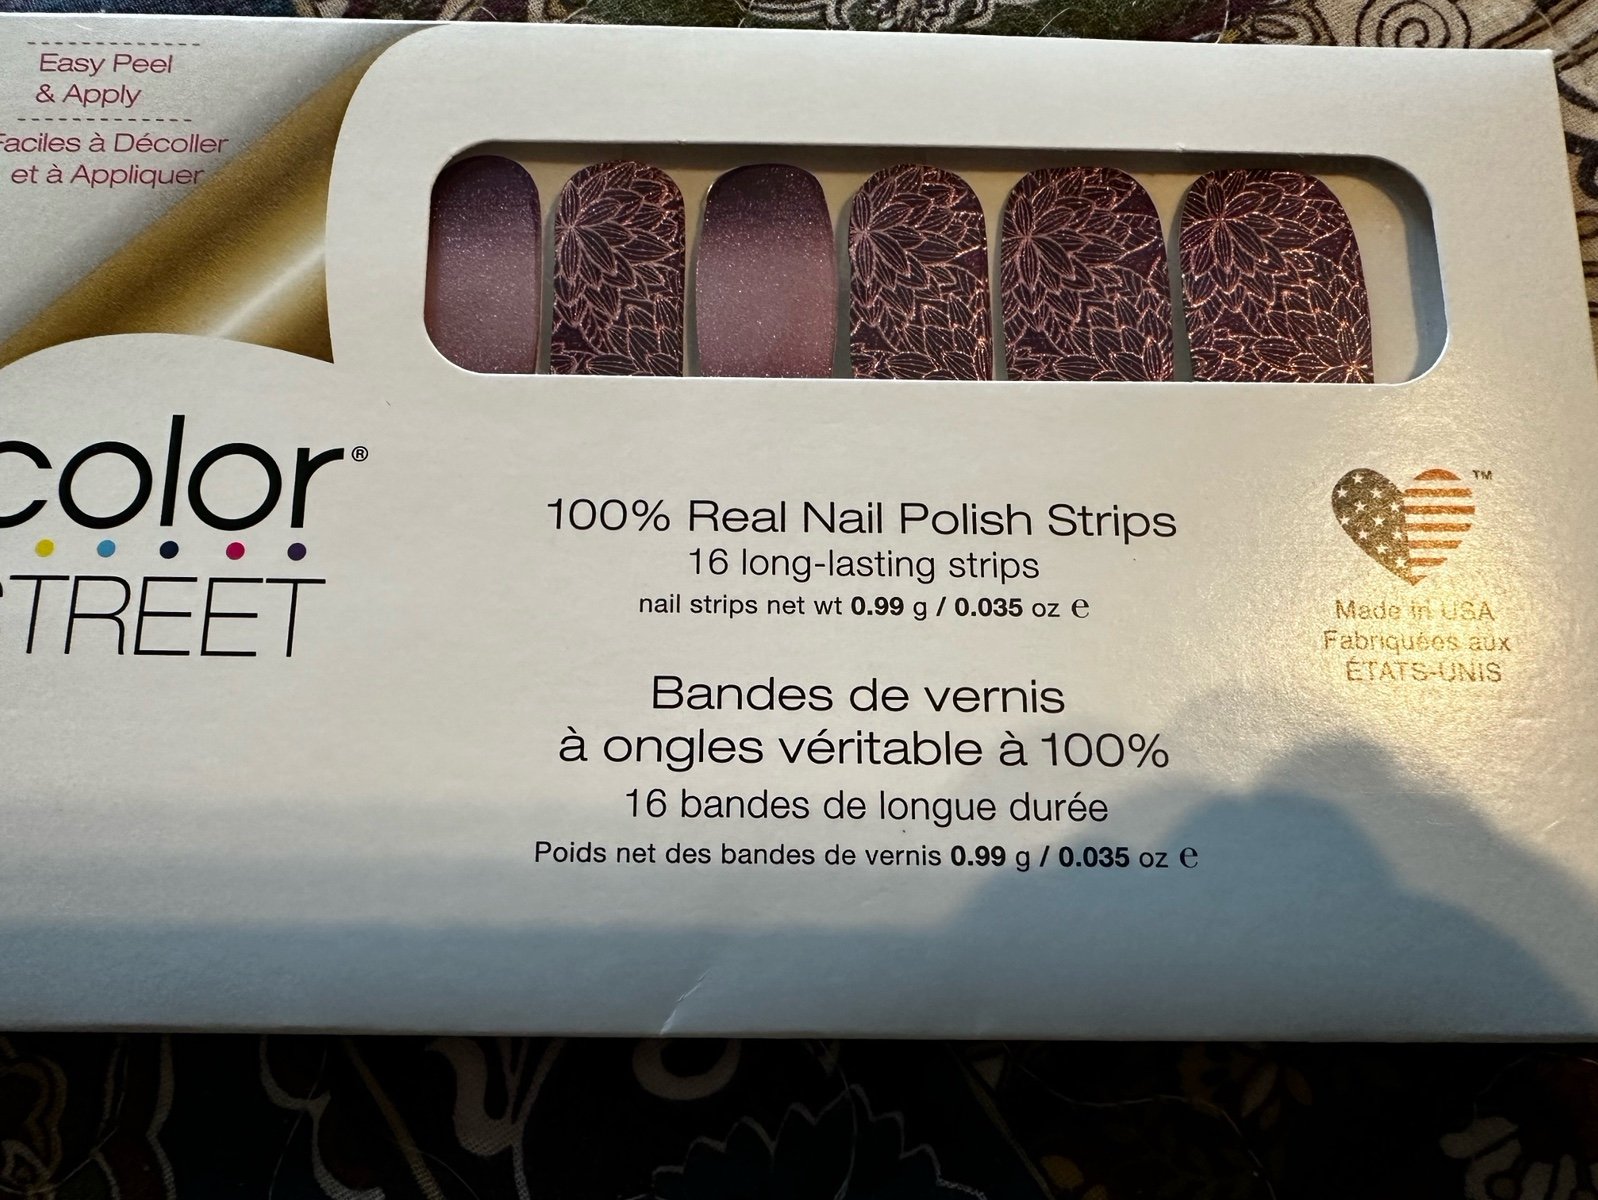 Easy Peel
& Apply
Faciles à Décoller
et à Appliquer
color®
STREET
100% Real Nail Polish Strips
16 long-lasting strips
nail strips net wt 0.99 g / 0.035 oz e
Bandes de vernis
à ongles véritable à 100%
16 bandes de longue durée
Poids net des bandes de vernis 0.99 g / 0.035 oz e
TM
Made in USA
Fabriquées aux
ÉTATS-UNIS